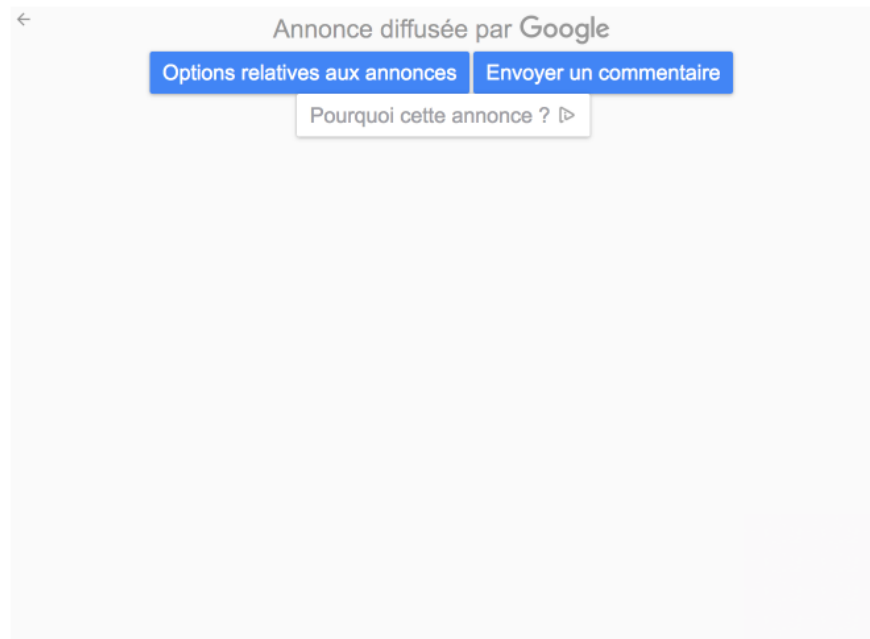 Annonce diffusée par Google
Options relatives aux annonces Envoyer un commentaire
Pourquoi cette annonce ?